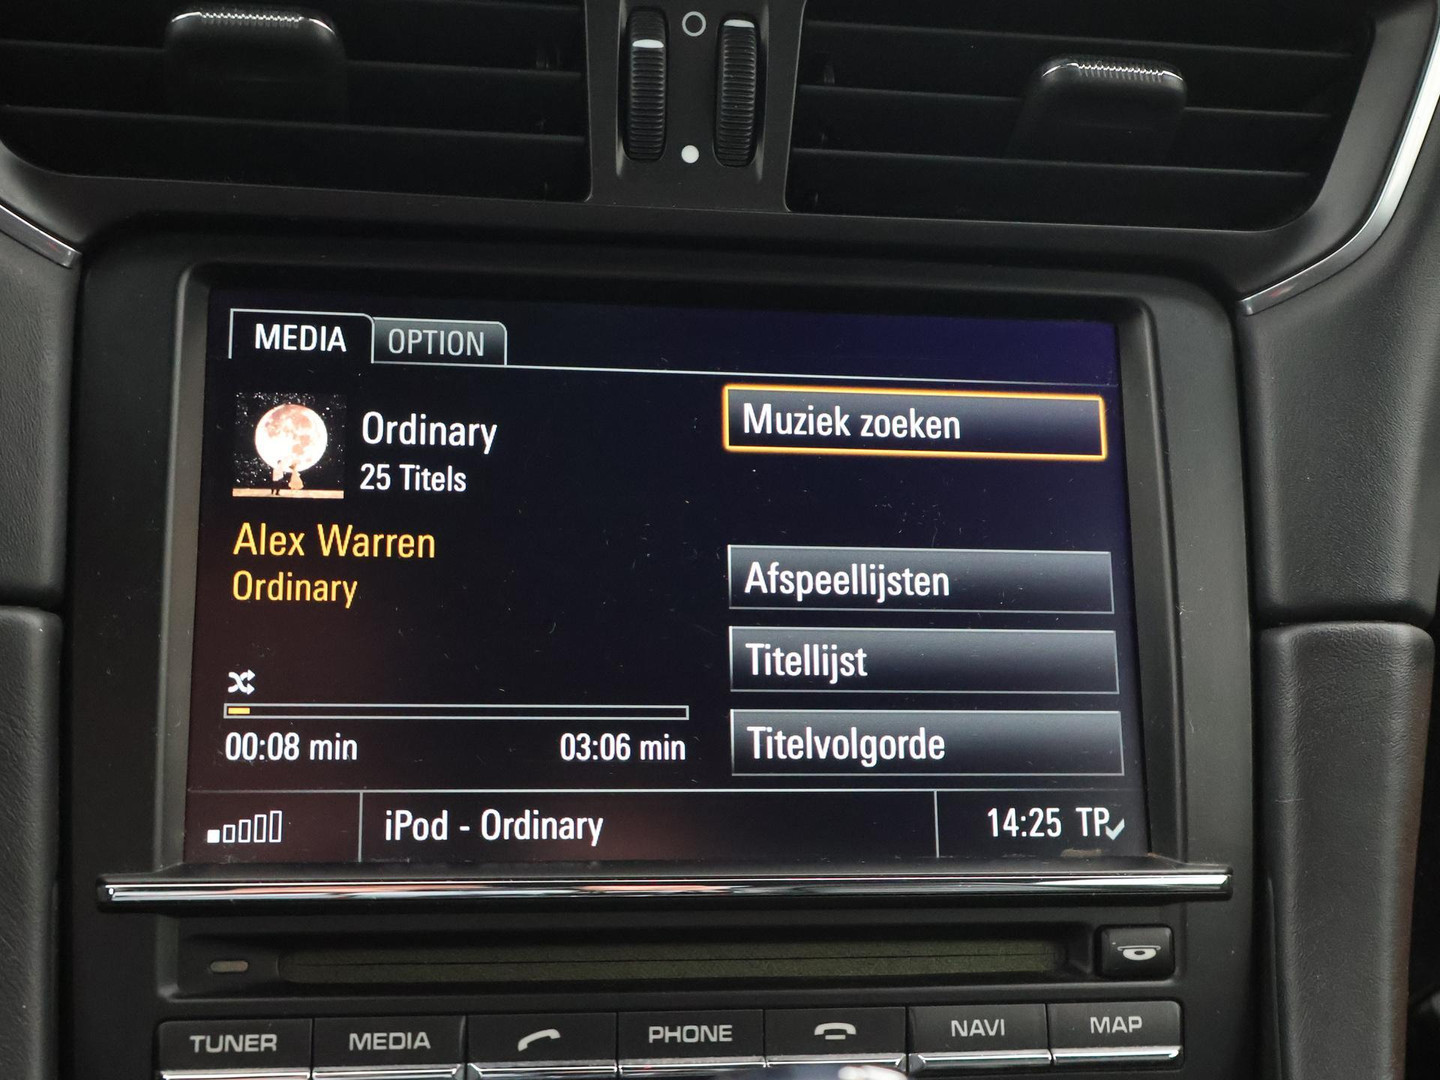 MEDIA OPTION
Ordinary
25 Titels
Alex Warren
Ordinary
00:08 min 03:06 min
Muziek zoeken
Afspeellijsten
Titellijst
Titelvolgorde
iPod - Ordinary
14:25 TP
TUNER MEDIA PHONE NAVI MAP